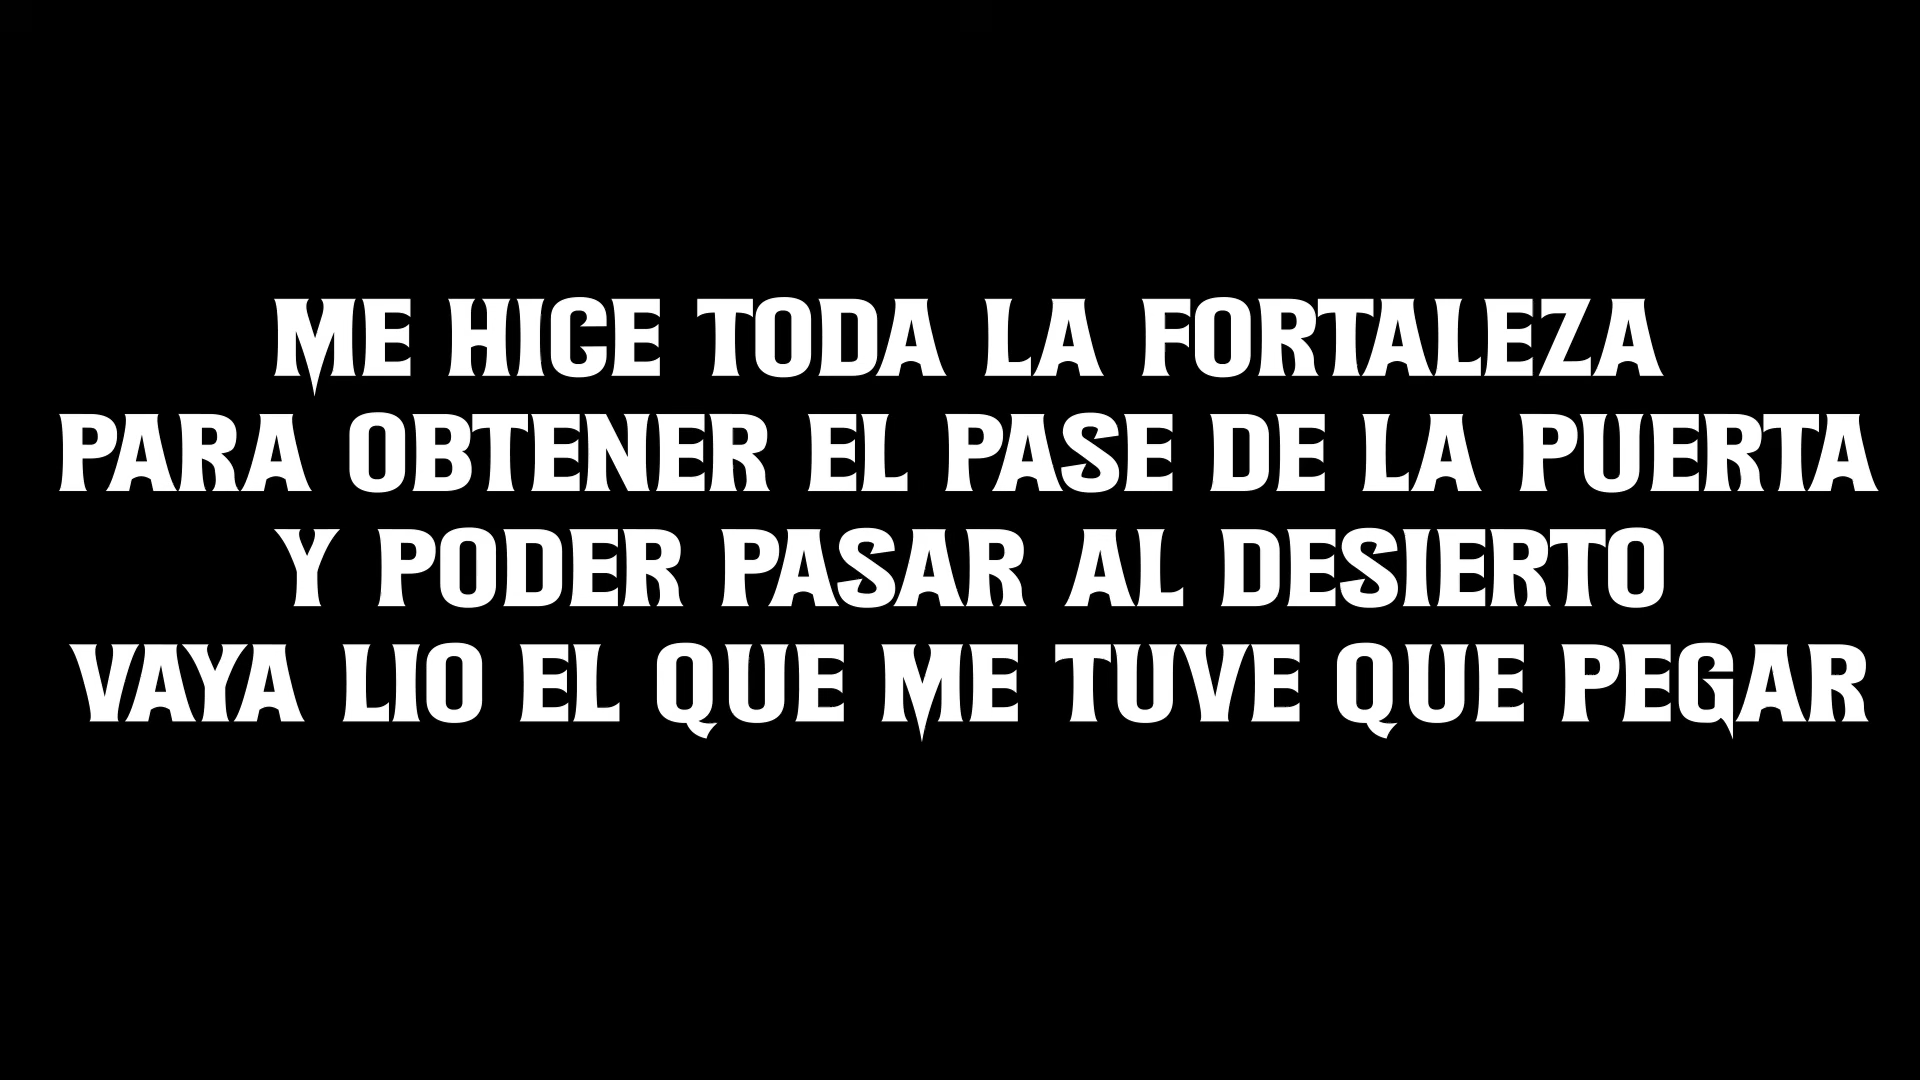 ME HICE TODA LA FORTALEZA
PARA OBTENER EL PASE DE LA PUERTA
Y PODER PASAR AL DESIERTO
VAYA LIO EL QUE ME TUVE QUE PEGAR